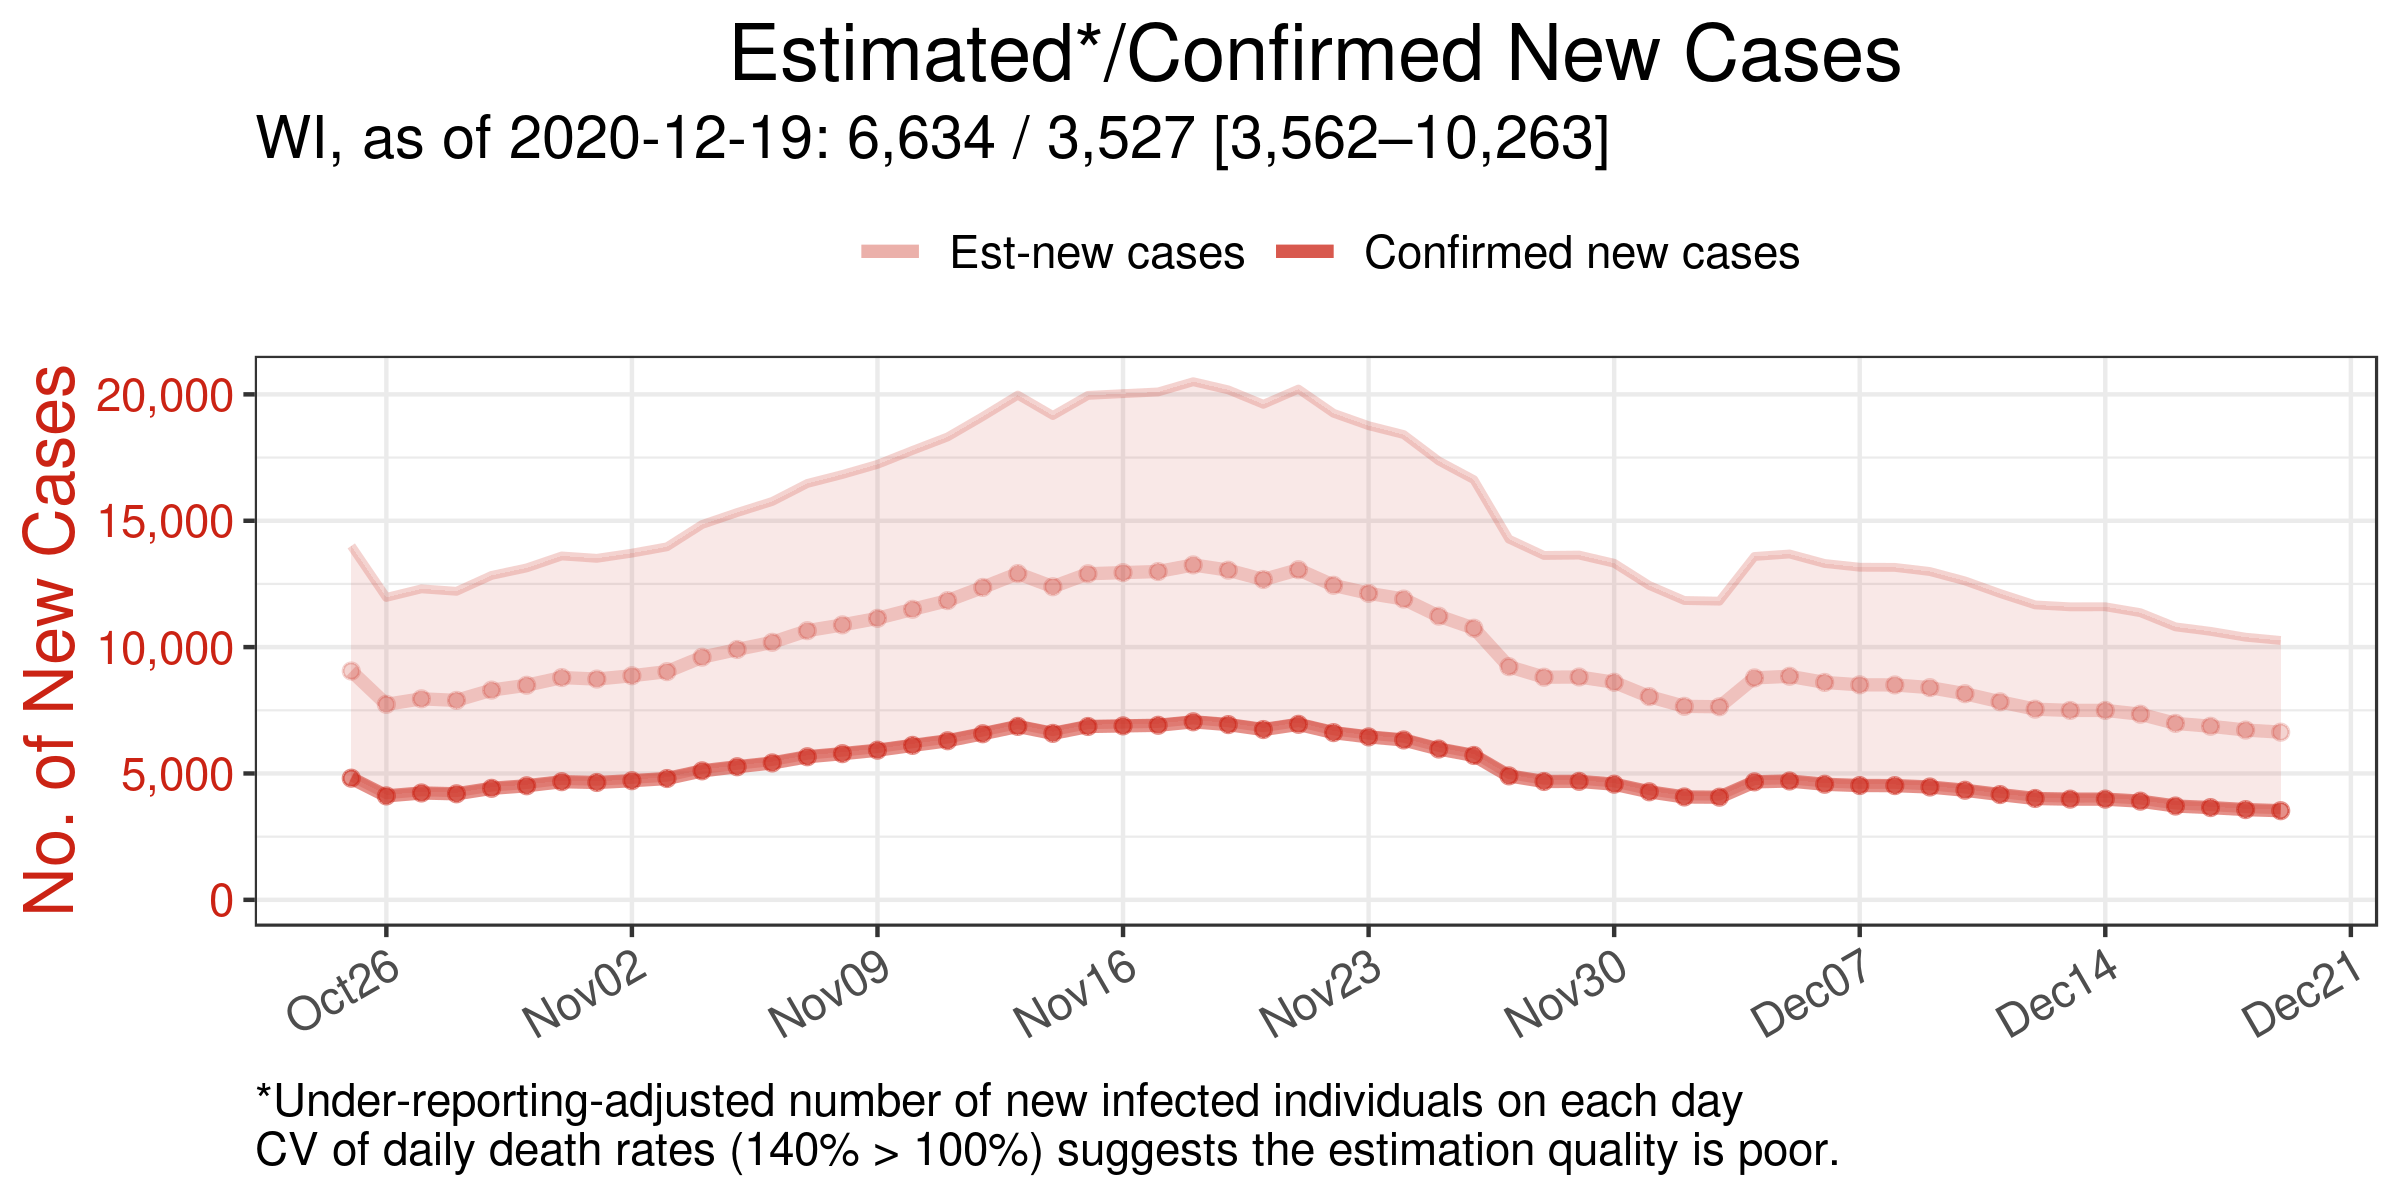 Estimated*/Confirmed New Cases
WI, as of 2020-12-19: 6,634 / 3,527 [3,562–10,263]
Est-new cases
Confirmed new cases
No. of New Cases
20,000
15,000
10,000
5,000
0
Oct26
Nov02
Nov09
Nov16
Nov23
Nov30
Dec07
Dec14
Dec21
*Under-reporting-adjusted number of new infected individuals on each day
CV of daily death rates (140% > 100%) suggests the estimation quality is poor.